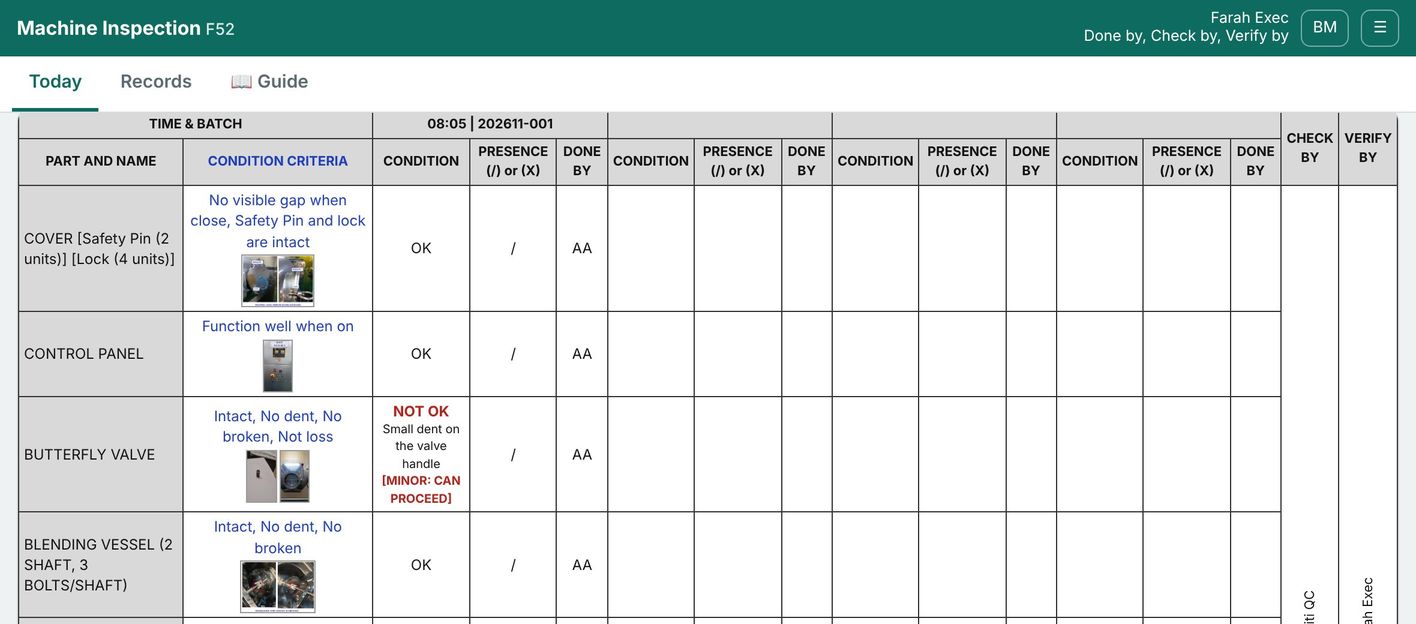 Machine Inspection F52
Farah Exec
Done by, Check by, Verify by
BM
☰
Today
Records
📖 Guide
TIME & BATCH
08:05 | 202611-001
CHECK
BY
VERIFY
BY
PART AND NAME
CONDITION CRITERIA
CONDITION
PRESENCE
(/) or (X)
DONE
BY
CONDITION
PRESENCE
(/) or (X)
DONE
BY
CONDITION
PRESENCE
(/) or (X)
DONE
BY
CONDITION
PRESENCE
(/) or (X)
DONE
BY
COVER [Safety Pin (2
units)] [Lock (4 units)]
No visible gap when
close, Safety Pin and lock
are intact
OK
/
AA
CONTROL PANEL
Function well when on
OK
/
AA
BUTTERFLY VALVE
Intact, No dent, No
broken, Not loss
NOT OK
Small dent on
the valve
handle
[MINOR: CAN
PROCEED]
/
AA
BLENDING VESSEL (2
SHAFT, 3
BOLTS/SHAFT)
Intact, No dent, No
broken
OK
/
AA
QC
Exec